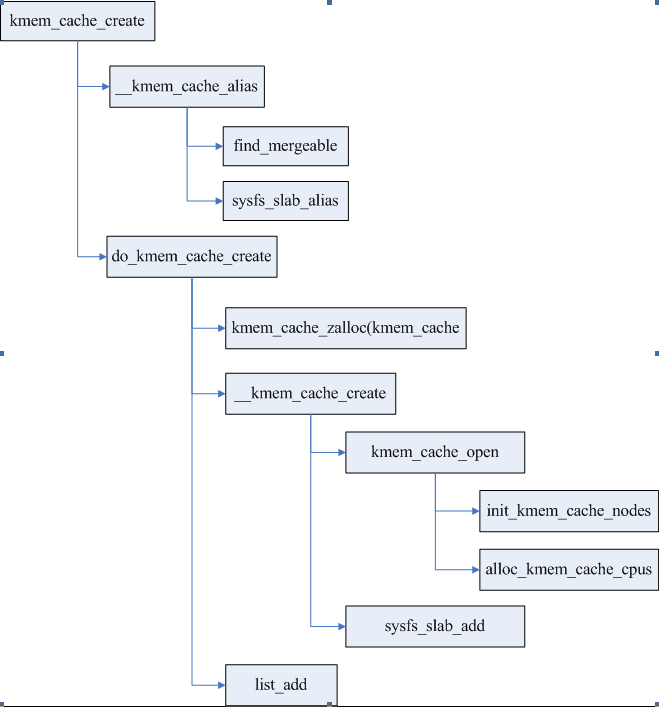 kmem_cache_create
__kmem_cache_alias
find_mergeable
sysfs_slab_alias
do_kmem_cache_create
kmem_cache_zalloc(kmem_cache
__kmem_cache_create
kmem_cache_open
init_kmem_cache_nodes
alloc_kmem_cache_cpus
sysfs_slab_add
list_add